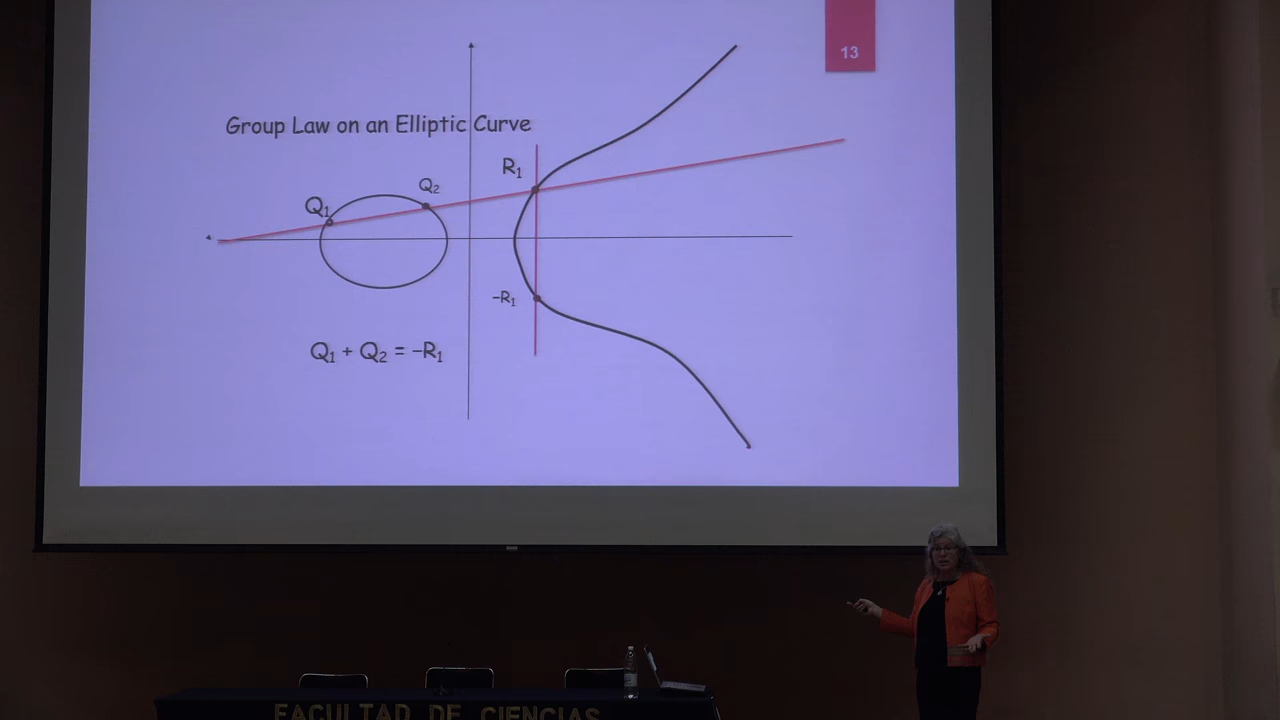 13
Group Law on an Elliptic Curve
R₁
Q₂
Q₁
–R₁
Q₁ + Q₂ = –R₁
FACULTAD DE CIENCIAS